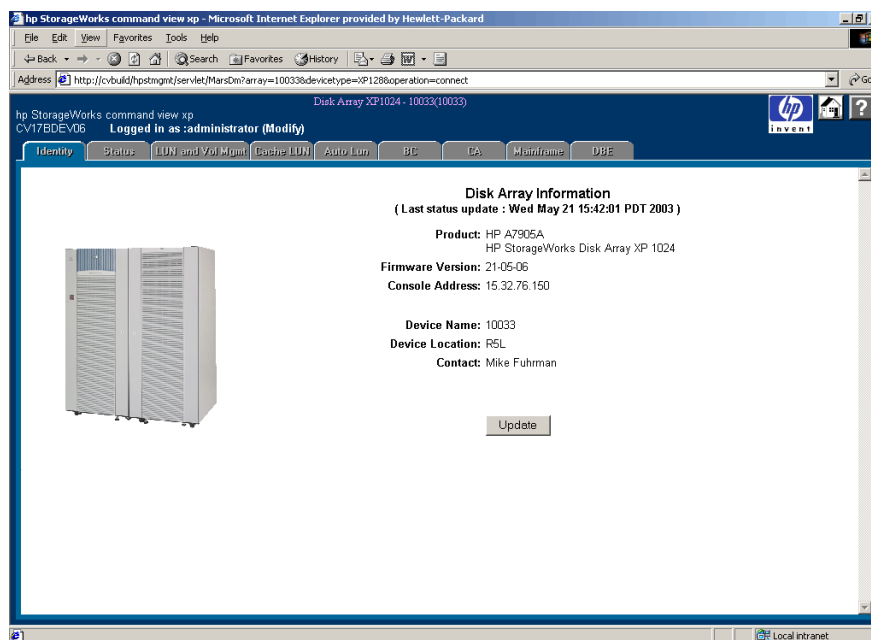 hp StorageWorks command view xp - Microsoft Internet Explorer provided by Hewlett-Packard
File Edit View Favorites Tools Help
Back Search Favorites History
Address http://cvbuild/hpstmgmt/servlet/MarsDm?array=10033&devicetype=XP128&operation=connect Go
Disk Array XP1024 - 10033(10033)
hp StorageWorks command view xp
CV17BDEV06 Logged in as :administrator (Modify)
hp
invent
?
Identity Status LUN and Vol Mgmt Cache LUN Auto Lun BC CA Mainframe DBE
Disk Array Information
( Last status update : Wed May 21 15:42:01 PDT 2003 )
Product: HP A7905A
HP StorageWorks Disk Array XP 1024
Firmware Version: 21-05-06
Console Address: 15.32.76.150
Device Name: 10033
Device Location: R5L
Contact: Mike Fuhrman
Update
Local intranet